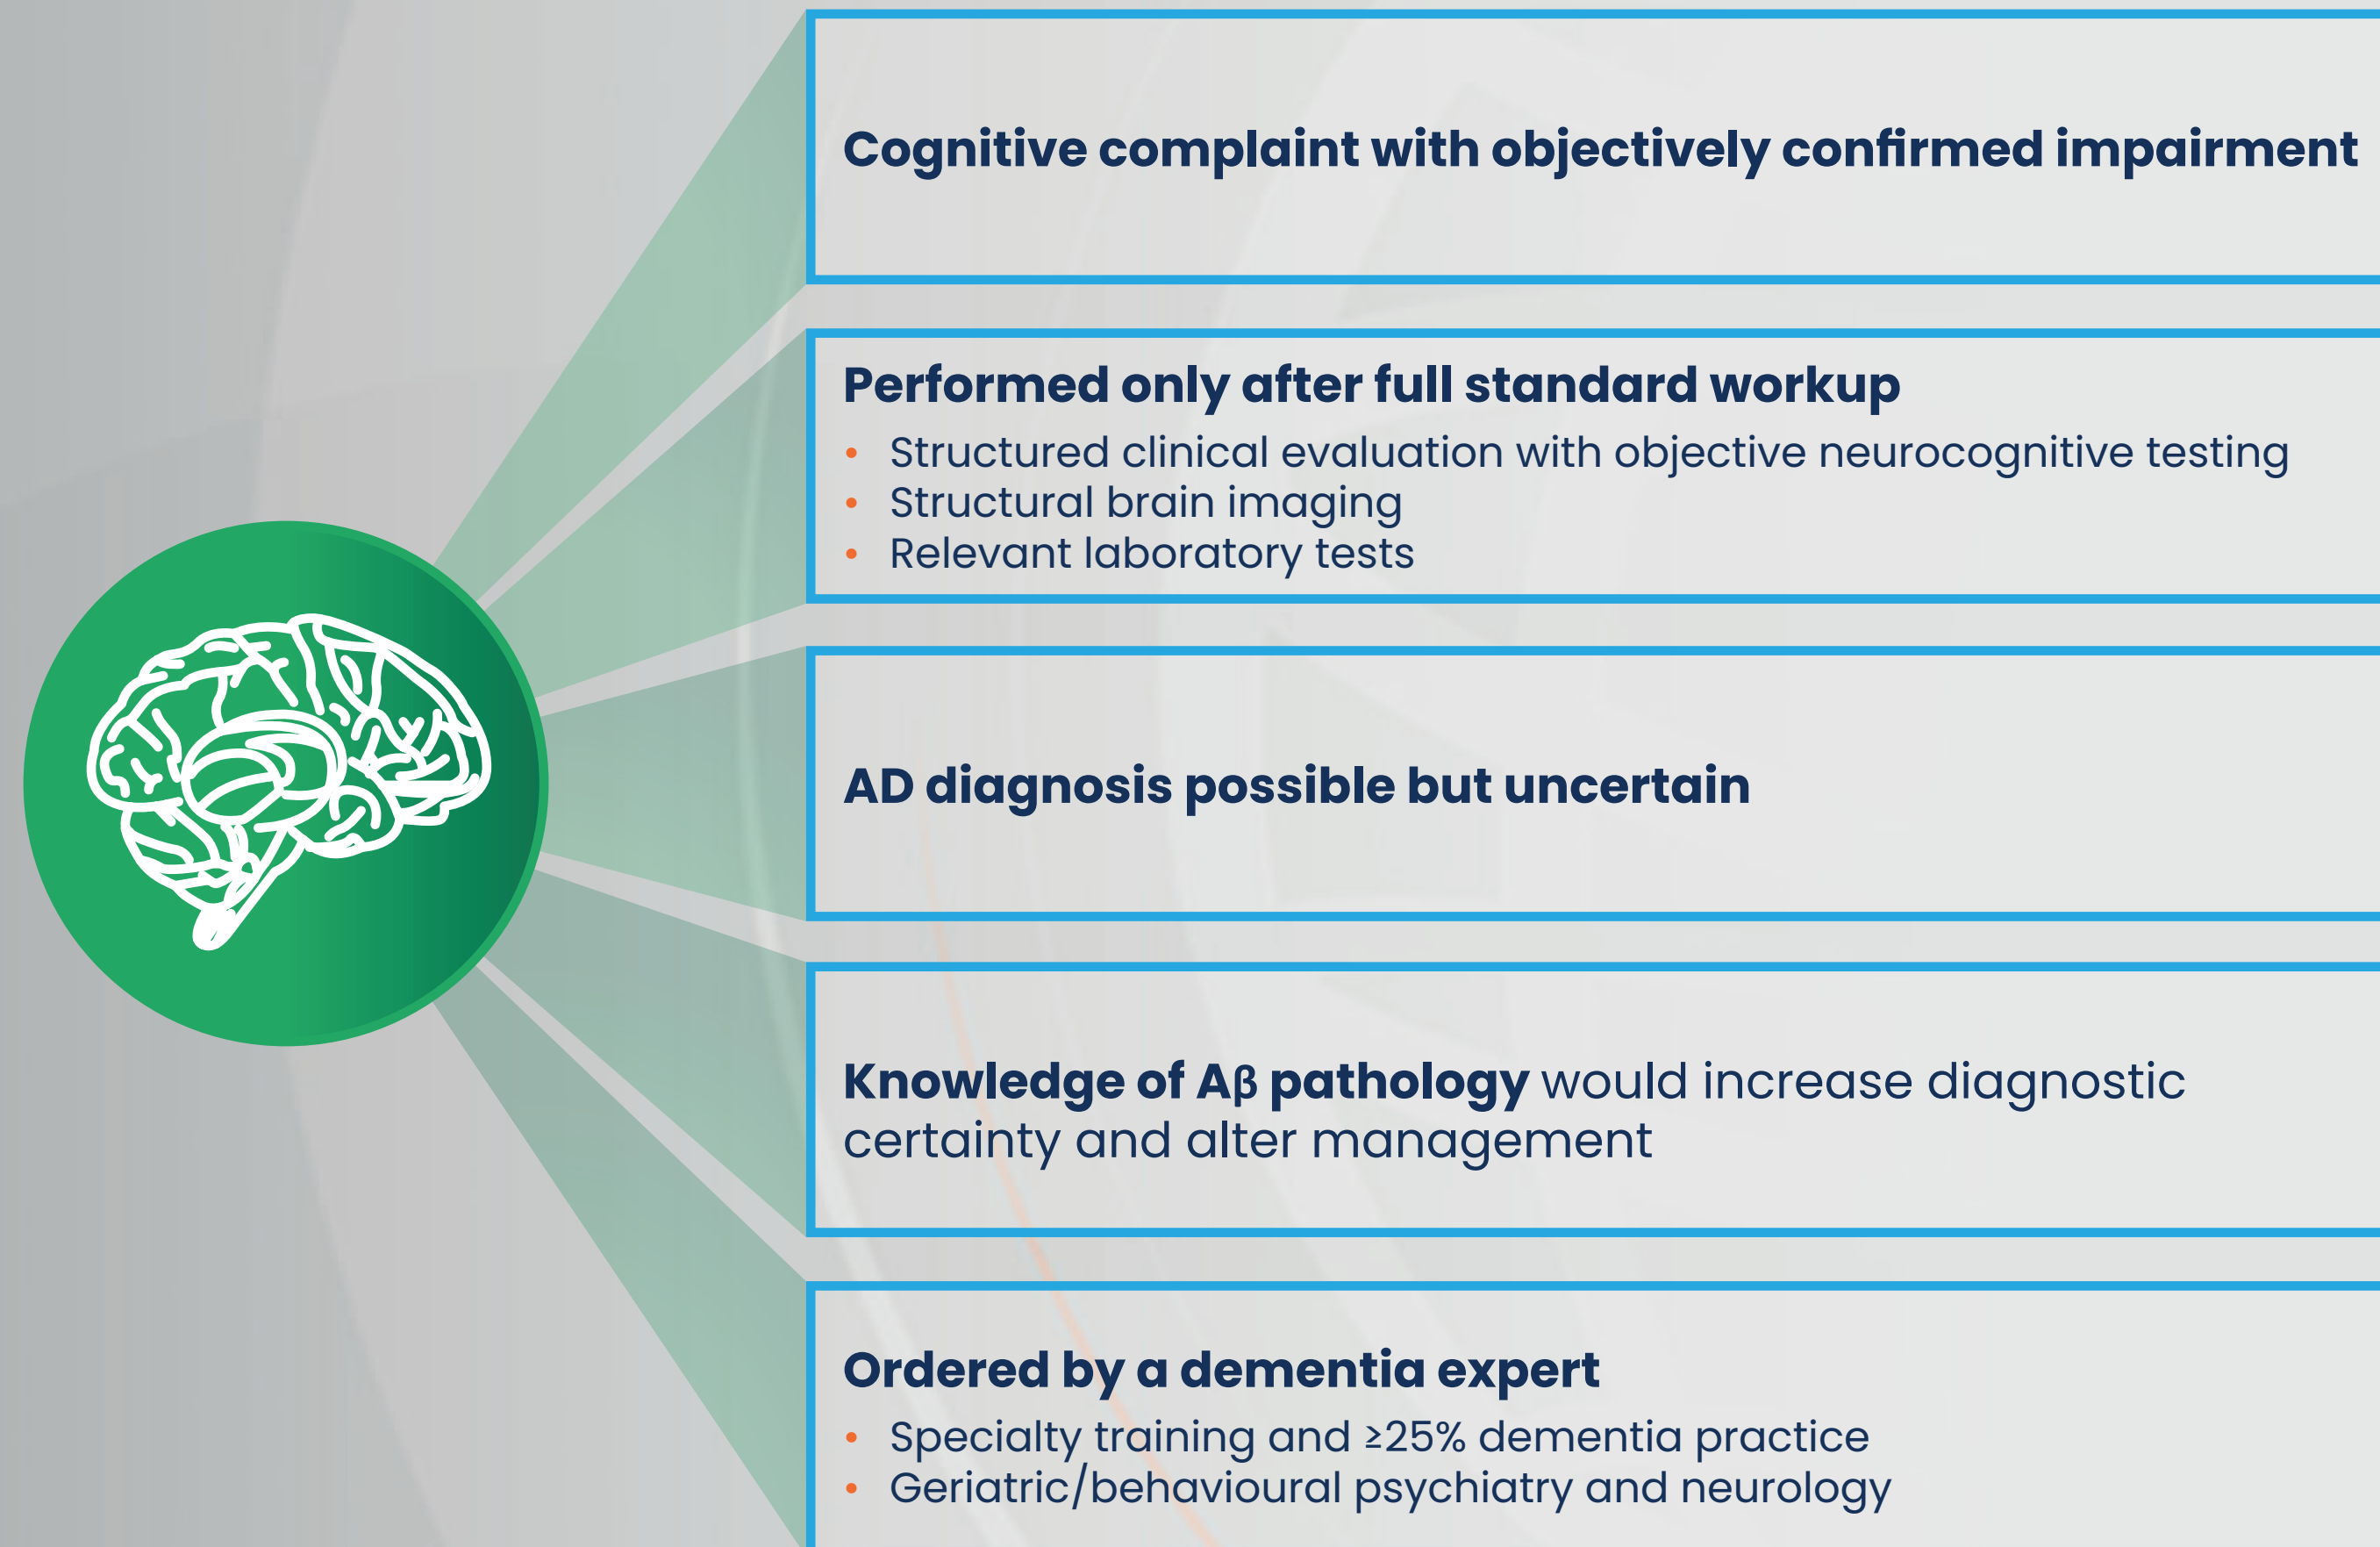 Cognitive complaint with objectively confirmed impairment
Performed only after full standard workup
• Structured clinical evaluation with objective neurocognitive testing
• Structural brain imaging
• Relevant laboratory tests
AD diagnosis possible but uncertain
Knowledge of Aβ pathology would increase diagnostic
certainty and alter management
Ordered by a dementia expert
• Specialty training and ≥25% dementia practice
• Geriatric/behavioural psychiatry and neurology